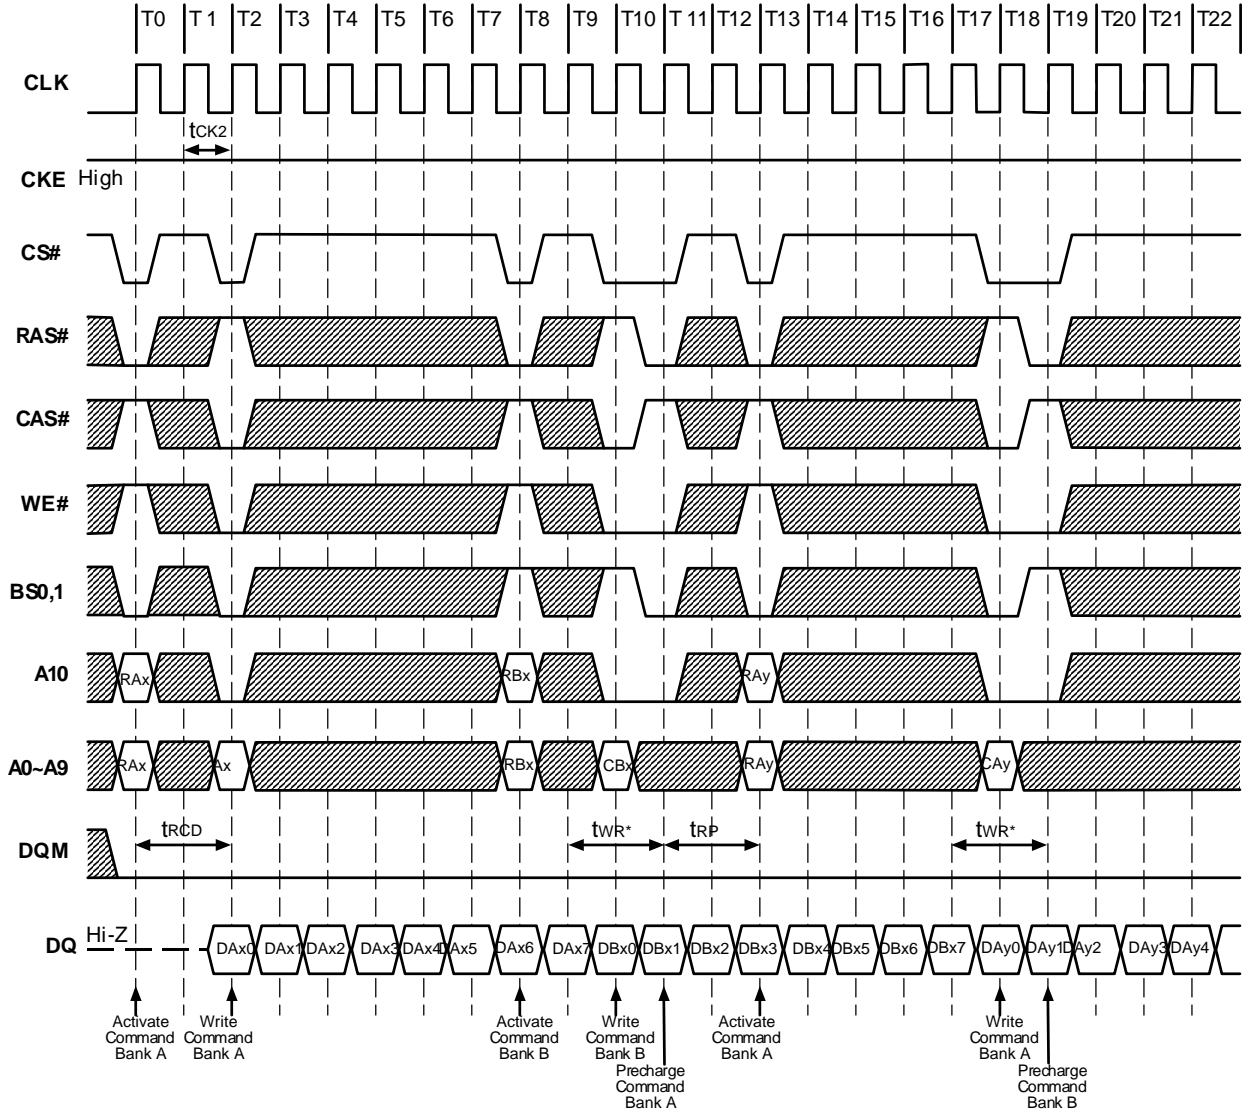 T0 T 1 T2 T3 T4 T5 T6 T7 T8 T9 T10 T 11 T12 T13 T14 T15 T16 T17 T18 T19 T20 T21 T22
CLK
tCK2
CKE High
CS#
RAS#
CAS#
WE#
BS0,1
A10 RAx RBx RAy
A0~A9 RAx Ax RBx CBx RAy CAy
DQM tRCD tWR* tRP tWR*
DQ Hi-Z DAx0 DAx1 DAx2 DAx3 DAx4 DAx5 DAx6 DAx7 DBx0 DBx1 DBx2 DBx3 DBx4 DBx5 DBx6 DBx7 DAy0 DAy1 DAy2 DAy3 DAy4
Activate
Command
Bank A
Write
Command
Bank A
Activate
Command
Bank B
Write
Command
Bank B
Precharge
Command
Bank A
Activate
Command
Bank A
Write
Command
Bank A
Precharge
Command
Bank B